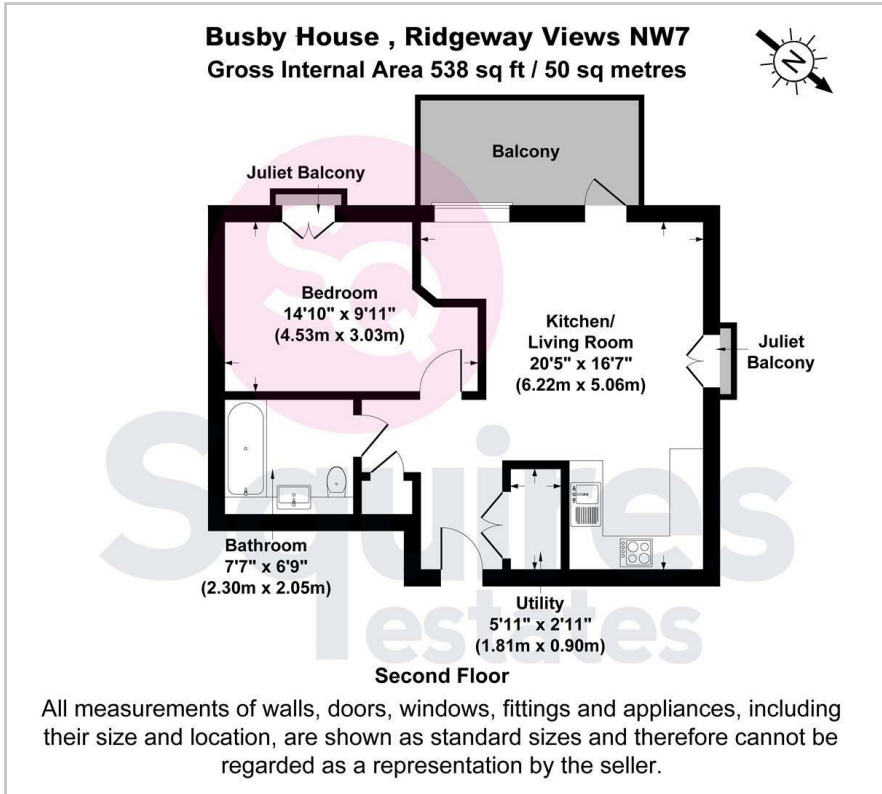 Busby House , Ridgeway Views NW7
Gross Internal Area 538 sq ft / 50 sq metres
N
Balcony
Juliet Balcony
Bedroom
14'10" x 9'11"
(4.53m x 3.03m)
Kitchen/
Living Room
20'5" x 16'7"
(6.22m x 5.06m)
Juliet
Balcony
SQ
Squires
estates
Bathroom
7'7" x 6'9"
(2.30m x 2.05m)
Utility
5'11" x 2'11"
(1.81m x 0.90m)
Second Floor
All measurements of walls, doors, windows, fittings and appliances, including
their size and location, are shown as standard sizes and therefore cannot be
regarded as a representation by the seller.